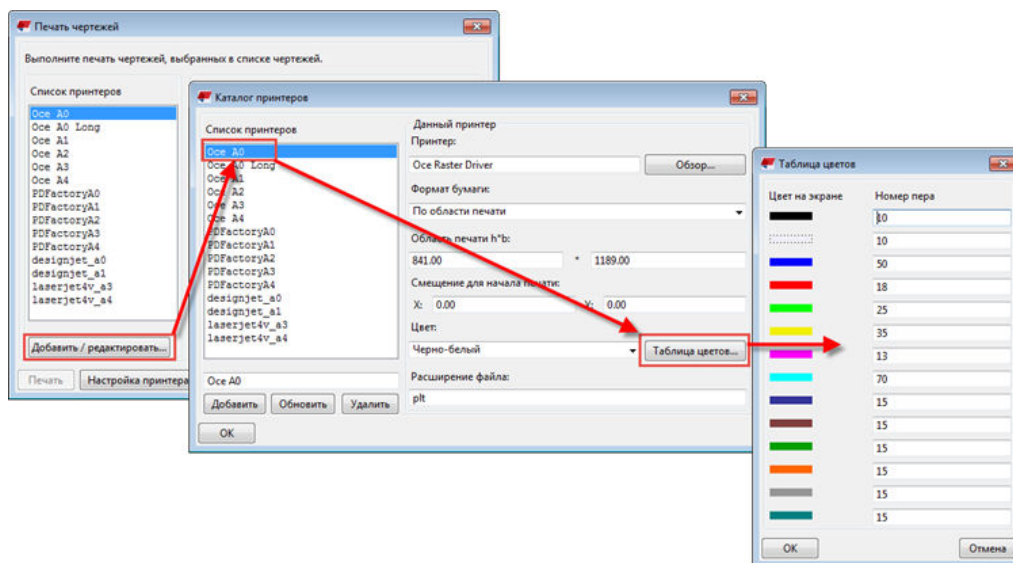 Печать чертежей
Выполните печать чертежей, выбранных в списке чертежей.
Список принтеров
Oce A0
Oce A0 Long
Oce A1
Oce A2
Oce A3
Oce A4
PDFactoryA0
PDFactoryA1
PDFactoryA2
PDFactoryA3
PDFactoryA4
designjet_a0
designjet_a1
laserjet4v_a3
laserjet4v_a4
Добавить / редактировать...
Печать
Настройка принтера
Каталог принтеров
Список принтеров
Oce A0
Oce A0 Long
Oce A1
Oce A2
Oce A3
Oce A4
PDFactoryA0
PDFactoryA1
PDFactoryA2
PDFactoryA3
PDFactoryA4
designjet_a0
designjet_a1
laserjet4v_a3
laserjet4v_a4
Oce A0
Добавить
Обновить
Удалить
OK
Данный принтер
Принтер:
Oce Raster Driver
Обзор...
Формат бумаги:
По области печати
Область печати h*b:
841.00 * 1189.00
Смещение для начала печати:
X: 0.00 Y: 0.00
Цвет:
Черно-белый
Таблица цветов...
Расширение файла:
plt
Таблица цветов
Цвет на экране Номер пера
10
10
50
18
25
35
13
70
15
15
15
15
15
15
OK
Отмена